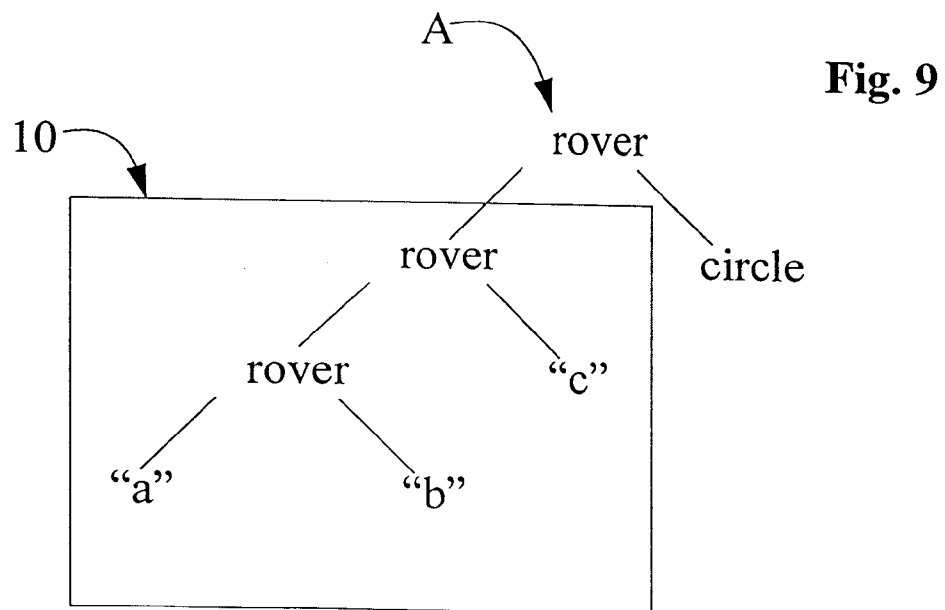 A
Fig. 9
10
rover
rover
circle
rover
“c”
“a”
“b”